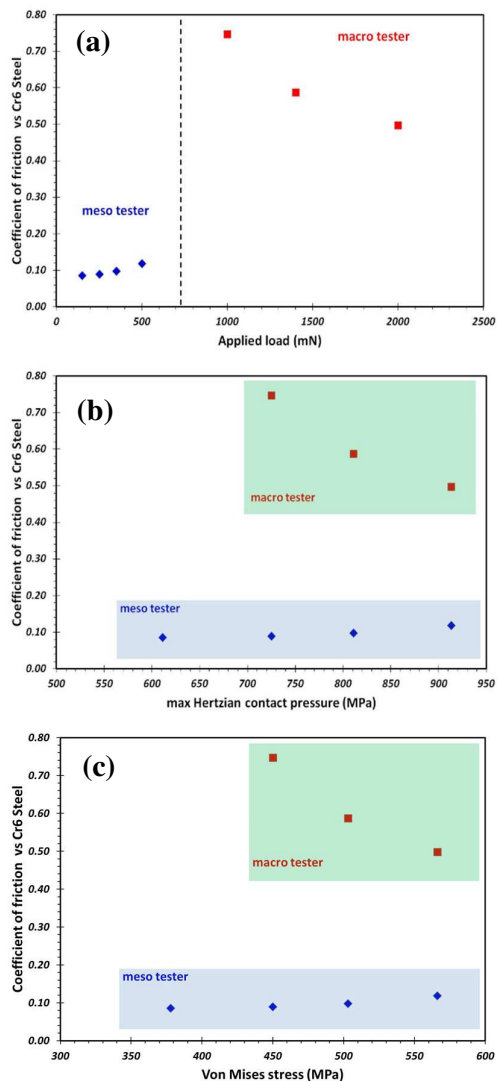 (a)
macro tester
meso tester
Coefficient of friction vs Cr6 Steel
0.80
0.70
0.60
0.50
0.40
0.30
0.20
0.10
0.00
0 500 1000 1500 2000 2500
Applied load (mN)
(b)
macro tester
meso tester
Coefficient of friction vs Cr6 Steel
0.80
0.70
0.60
0.50
0.40
0.30
0.20
0.10
0.00
500 550 600 650 700 750 800 850 900 950
max Hertzian contact pressure (MPa)
(c)
macro tester
meso tester
Coefficient of friction vs Cr6 Steel
0.80
0.70
0.60
0.50
0.40
0.30
0.20
0.10
0.00
300 350 400 450 500 550 600
Von Mises stress (MPa)